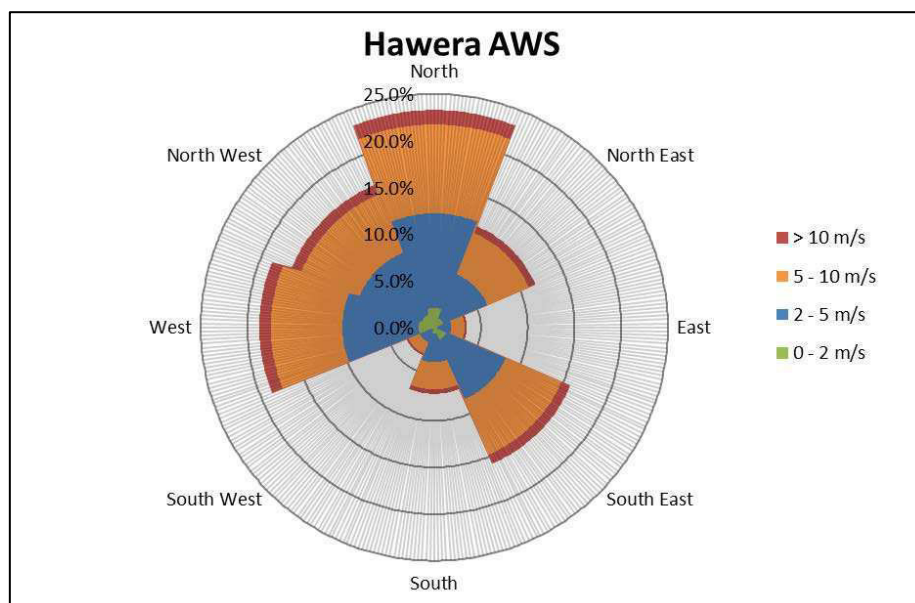 Hawera AWS
North
25.0%
20.0%
North West
North East
15.0%
10.0%
> 10 m/s
5 - 10 m/s
5.0%
West
0.0%
East
2 - 5 m/s
0 - 2 m/s
South West
South East
South